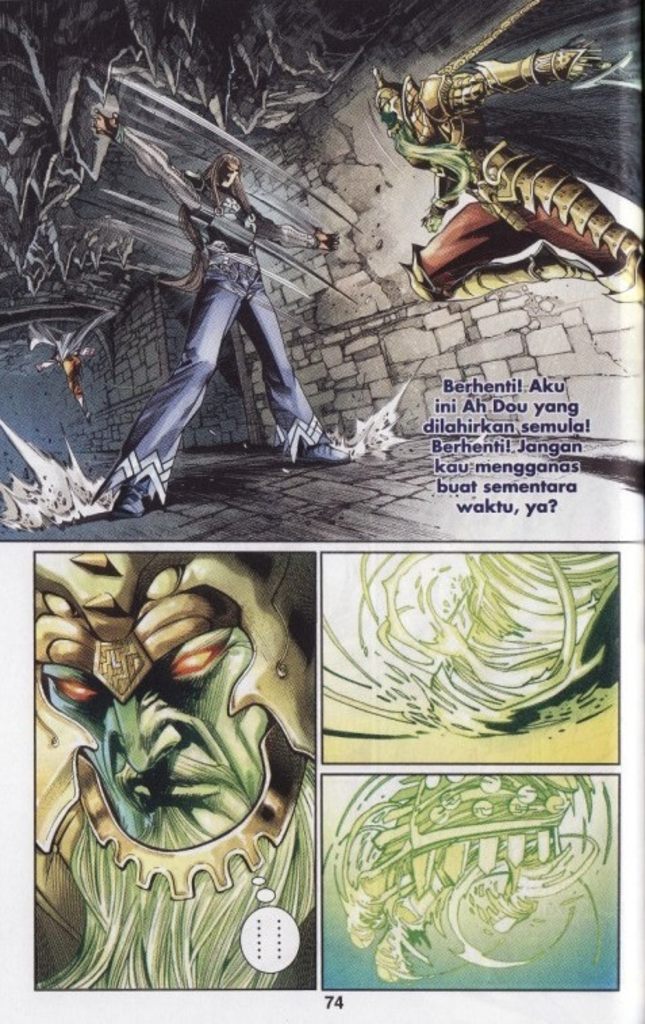 Berhenti! Aku
ini Ah Dou yang
dilahirkan semula!
Berhenti! Jangan
kau mengganas
buat sementara
waktu, ya?
74